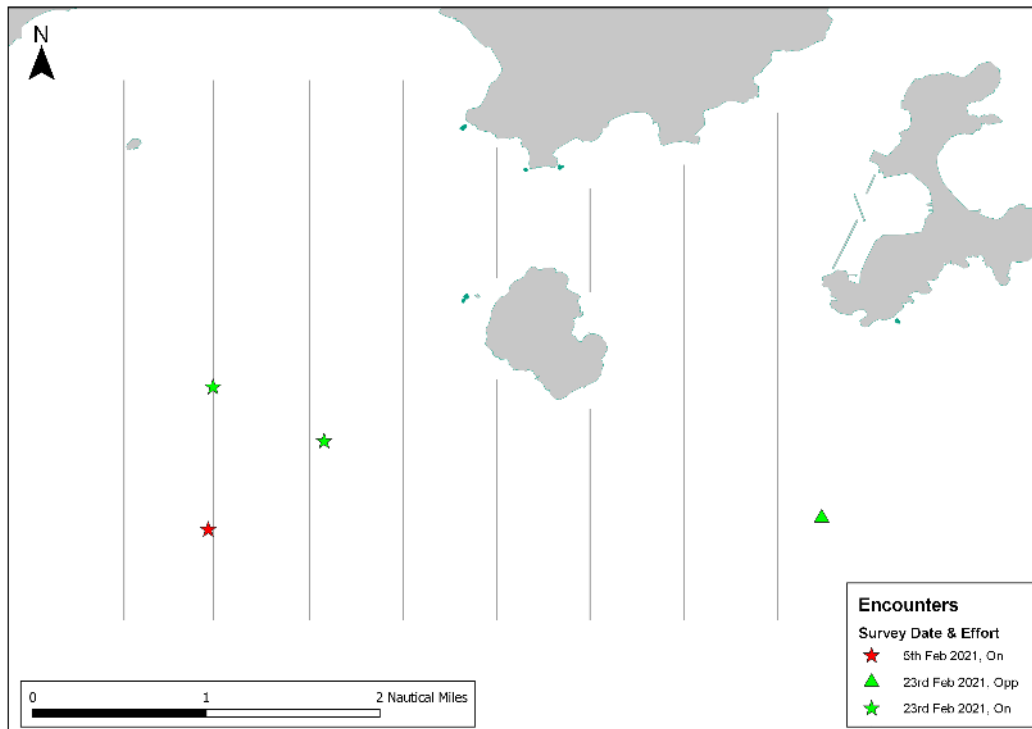 N
Encounters
Survey Date & Effort
5th Feb 2021, On
23rd Feb 2021, Opp
23rd Feb 2021, On
0 1 2 Nautical Miles